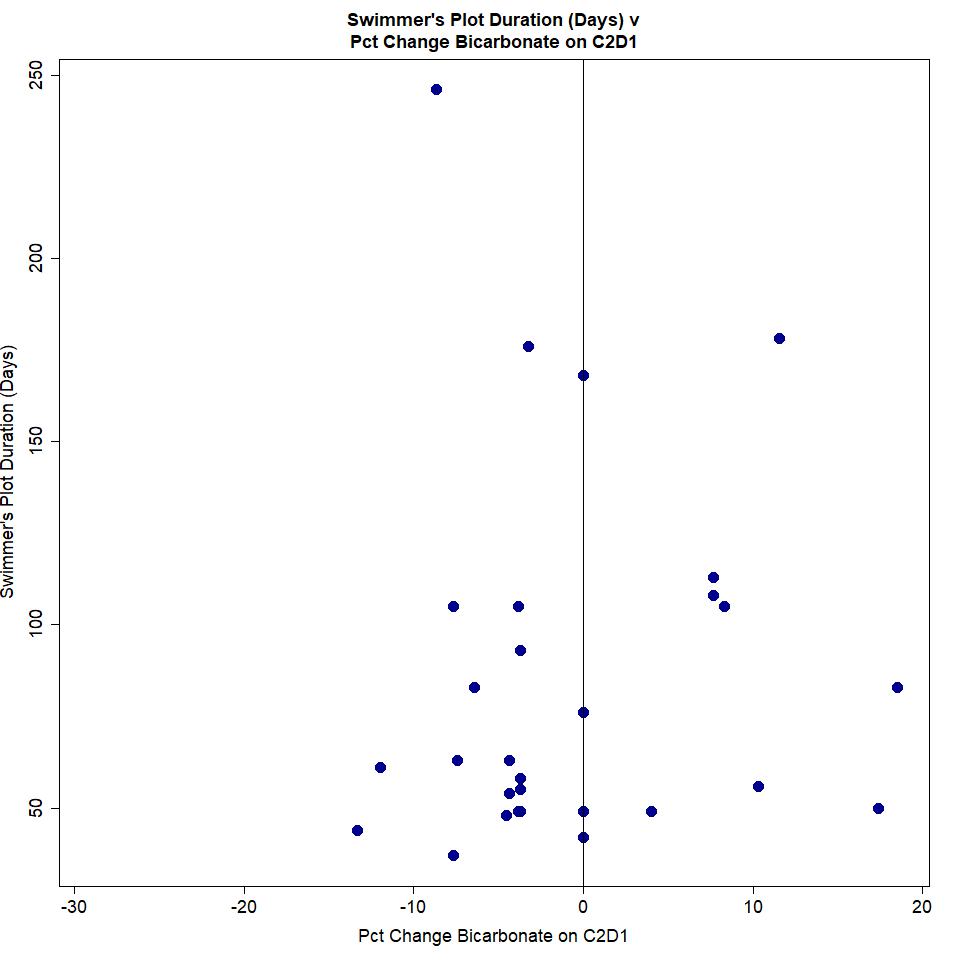 Swimmer's Plot Duration (Days) v
Pct Change Bicarbonate on C2D1
Swimmer's Plot Duration (Days)
250
200
150
100
50
-30
-20
-10
0
10
20
Pct Change Bicarbonate on C2D1